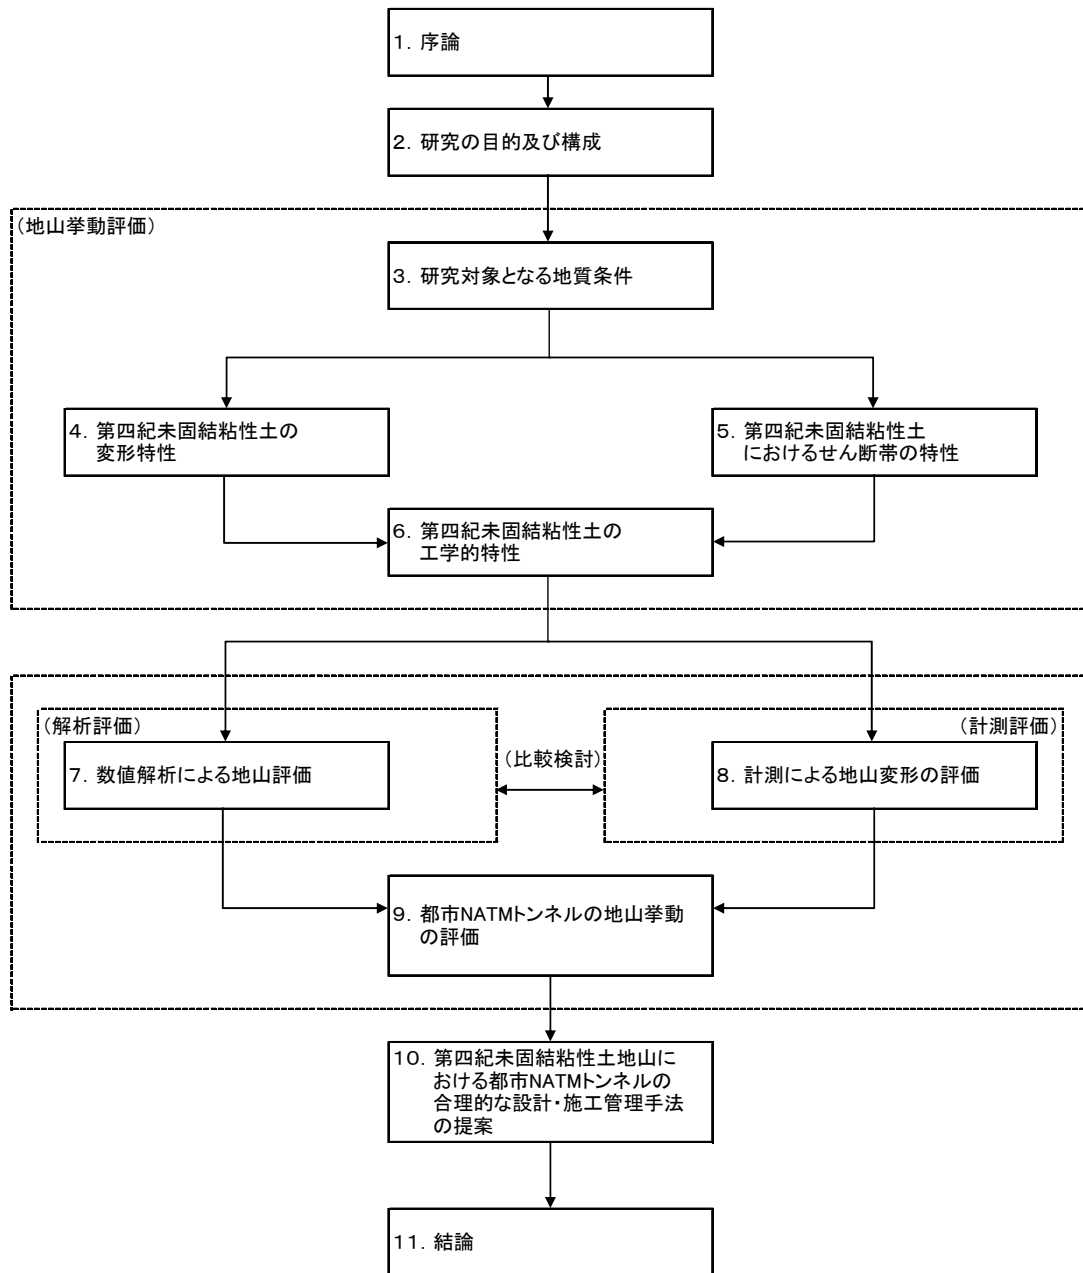 1．序論
2．研究の目的及び構成
（地山挙動評価）
3．研究対象となる地質条件
4．第四紀未固結粘性土の
変形特性
5．第四紀未固結粘性土
におけるせん断帯の特性
6．第四紀未固結粘性土の
工学的特性
（解析評価）
（計測評価）
（比較検討）
7．数値解析による地山評価
8．計測による地山変形の評価
9．都市NATMトンネルの地山挙動
の評価
10．第四紀未固結粘性土地山に
おける都市NATMトンネルの
合理的な設計・施工管理手法
の提案
11．結論